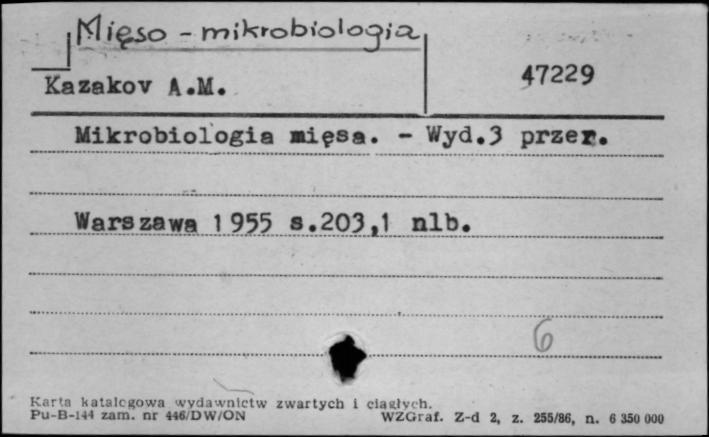 Mięso - mikrobiologia
Kazakov A.M.
47229
Mikrobiologia mięsa. - Wyd.3 przer.
Warszawa 1955 s.203,1 nlb.
6
Karta katalogowa wydawnictw zwartych i ciągłych.
Pu-B-144 zam. nr 446/DW/ON
WZGraf. Z-d 2, z. 255/86, n. 6 350 000